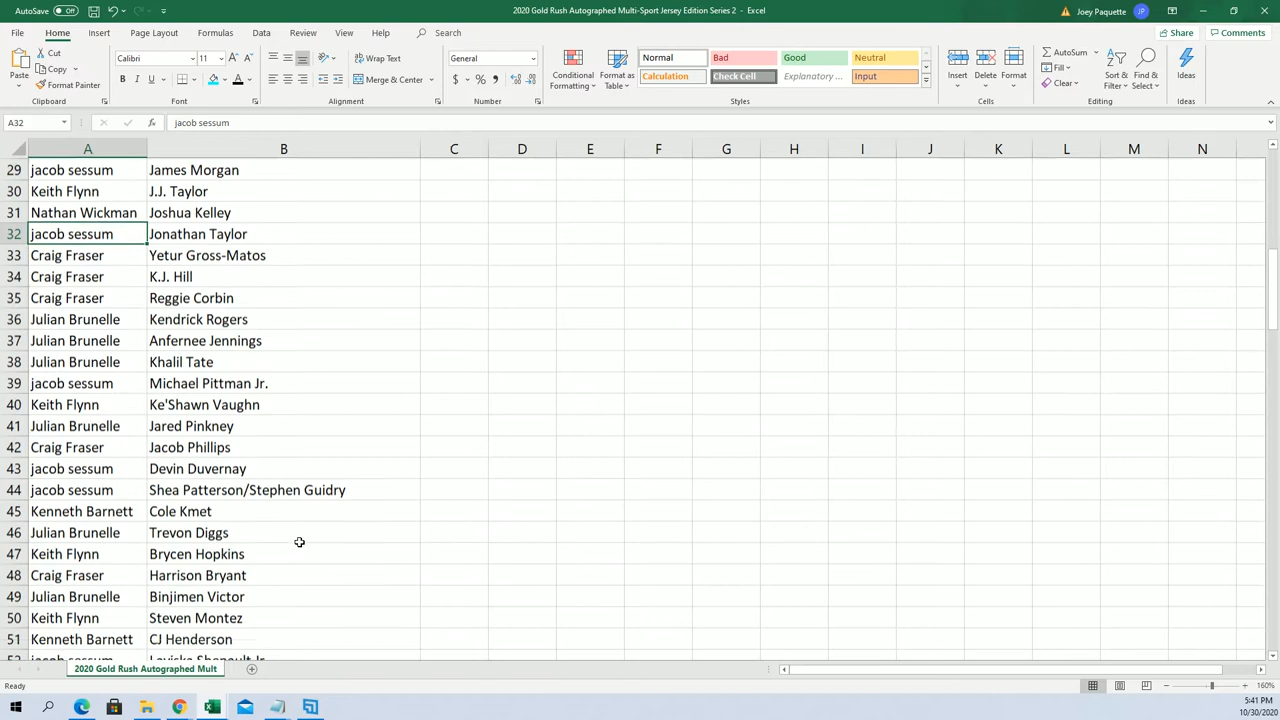 AutoSave Off
2020 Gold Rush Autographed Multi-Sport Jersey Edition Series 2 - Excel
Joey Paquette JP
File Home Insert Page Layout Formulas Data Review View Help Search
Share Comments
Paste Cut Copy Format Painter Clipboard
Calibri 11 A A B I U A Font
ab Wrap Text Merge & Center Alignment
General $ % , Number
Conditional Formatting Format as Table
Normal Bad Good Neutral
Calculation Check Cell Explanatory ... Input
Styles
Insert Delete Format Cells
AutoSum Fill Clear Sort & Filter Find & Select Editing
Ideas Ideas
A32 fx jacob sessum
A B C D E F G H I J K L M N
29 jacob sessum James Morgan
30 Keith Flynn J.J. Taylor
31 Nathan Wickman Joshua Kelley
32 jacob sessum Jonathan Taylor
33 Craig Fraser Yetur Gross-Matos
34 Craig Fraser K.J. Hill
35 Craig Fraser Reggie Corbin
36 Julian Brunelle Kendrick Rogers
37 Julian Brunelle Anfernee Jennings
38 Julian Brunelle Khalil Tate
39 jacob sessum Michael Pittman Jr.
40 Keith Flynn Ke'Shawn Vaughn
41 Julian Brunelle Jared Pinkney
42 Craig Fraser Jacob Phillips
43 jacob sessum Devin Duvernay
44 jacob sessum Shea Patterson/Stephen Guidry
45 Kenneth Barnett Cole Kmet
46 Julian Brunelle Trevon Diggs
47 Keith Flynn Brycen Hopkins
48 Craig Fraser Harrison Bryant
49 Julian Brunelle Binjimen Victor
50 Keith Flynn Steven Montez
51 Kenneth Barnett CJ Henderson
52 jacob sessum Laviska Shenault Jr.
2020 Gold Rush Autographed Mult
Ready
160%
5:41 PM
10/30/2020